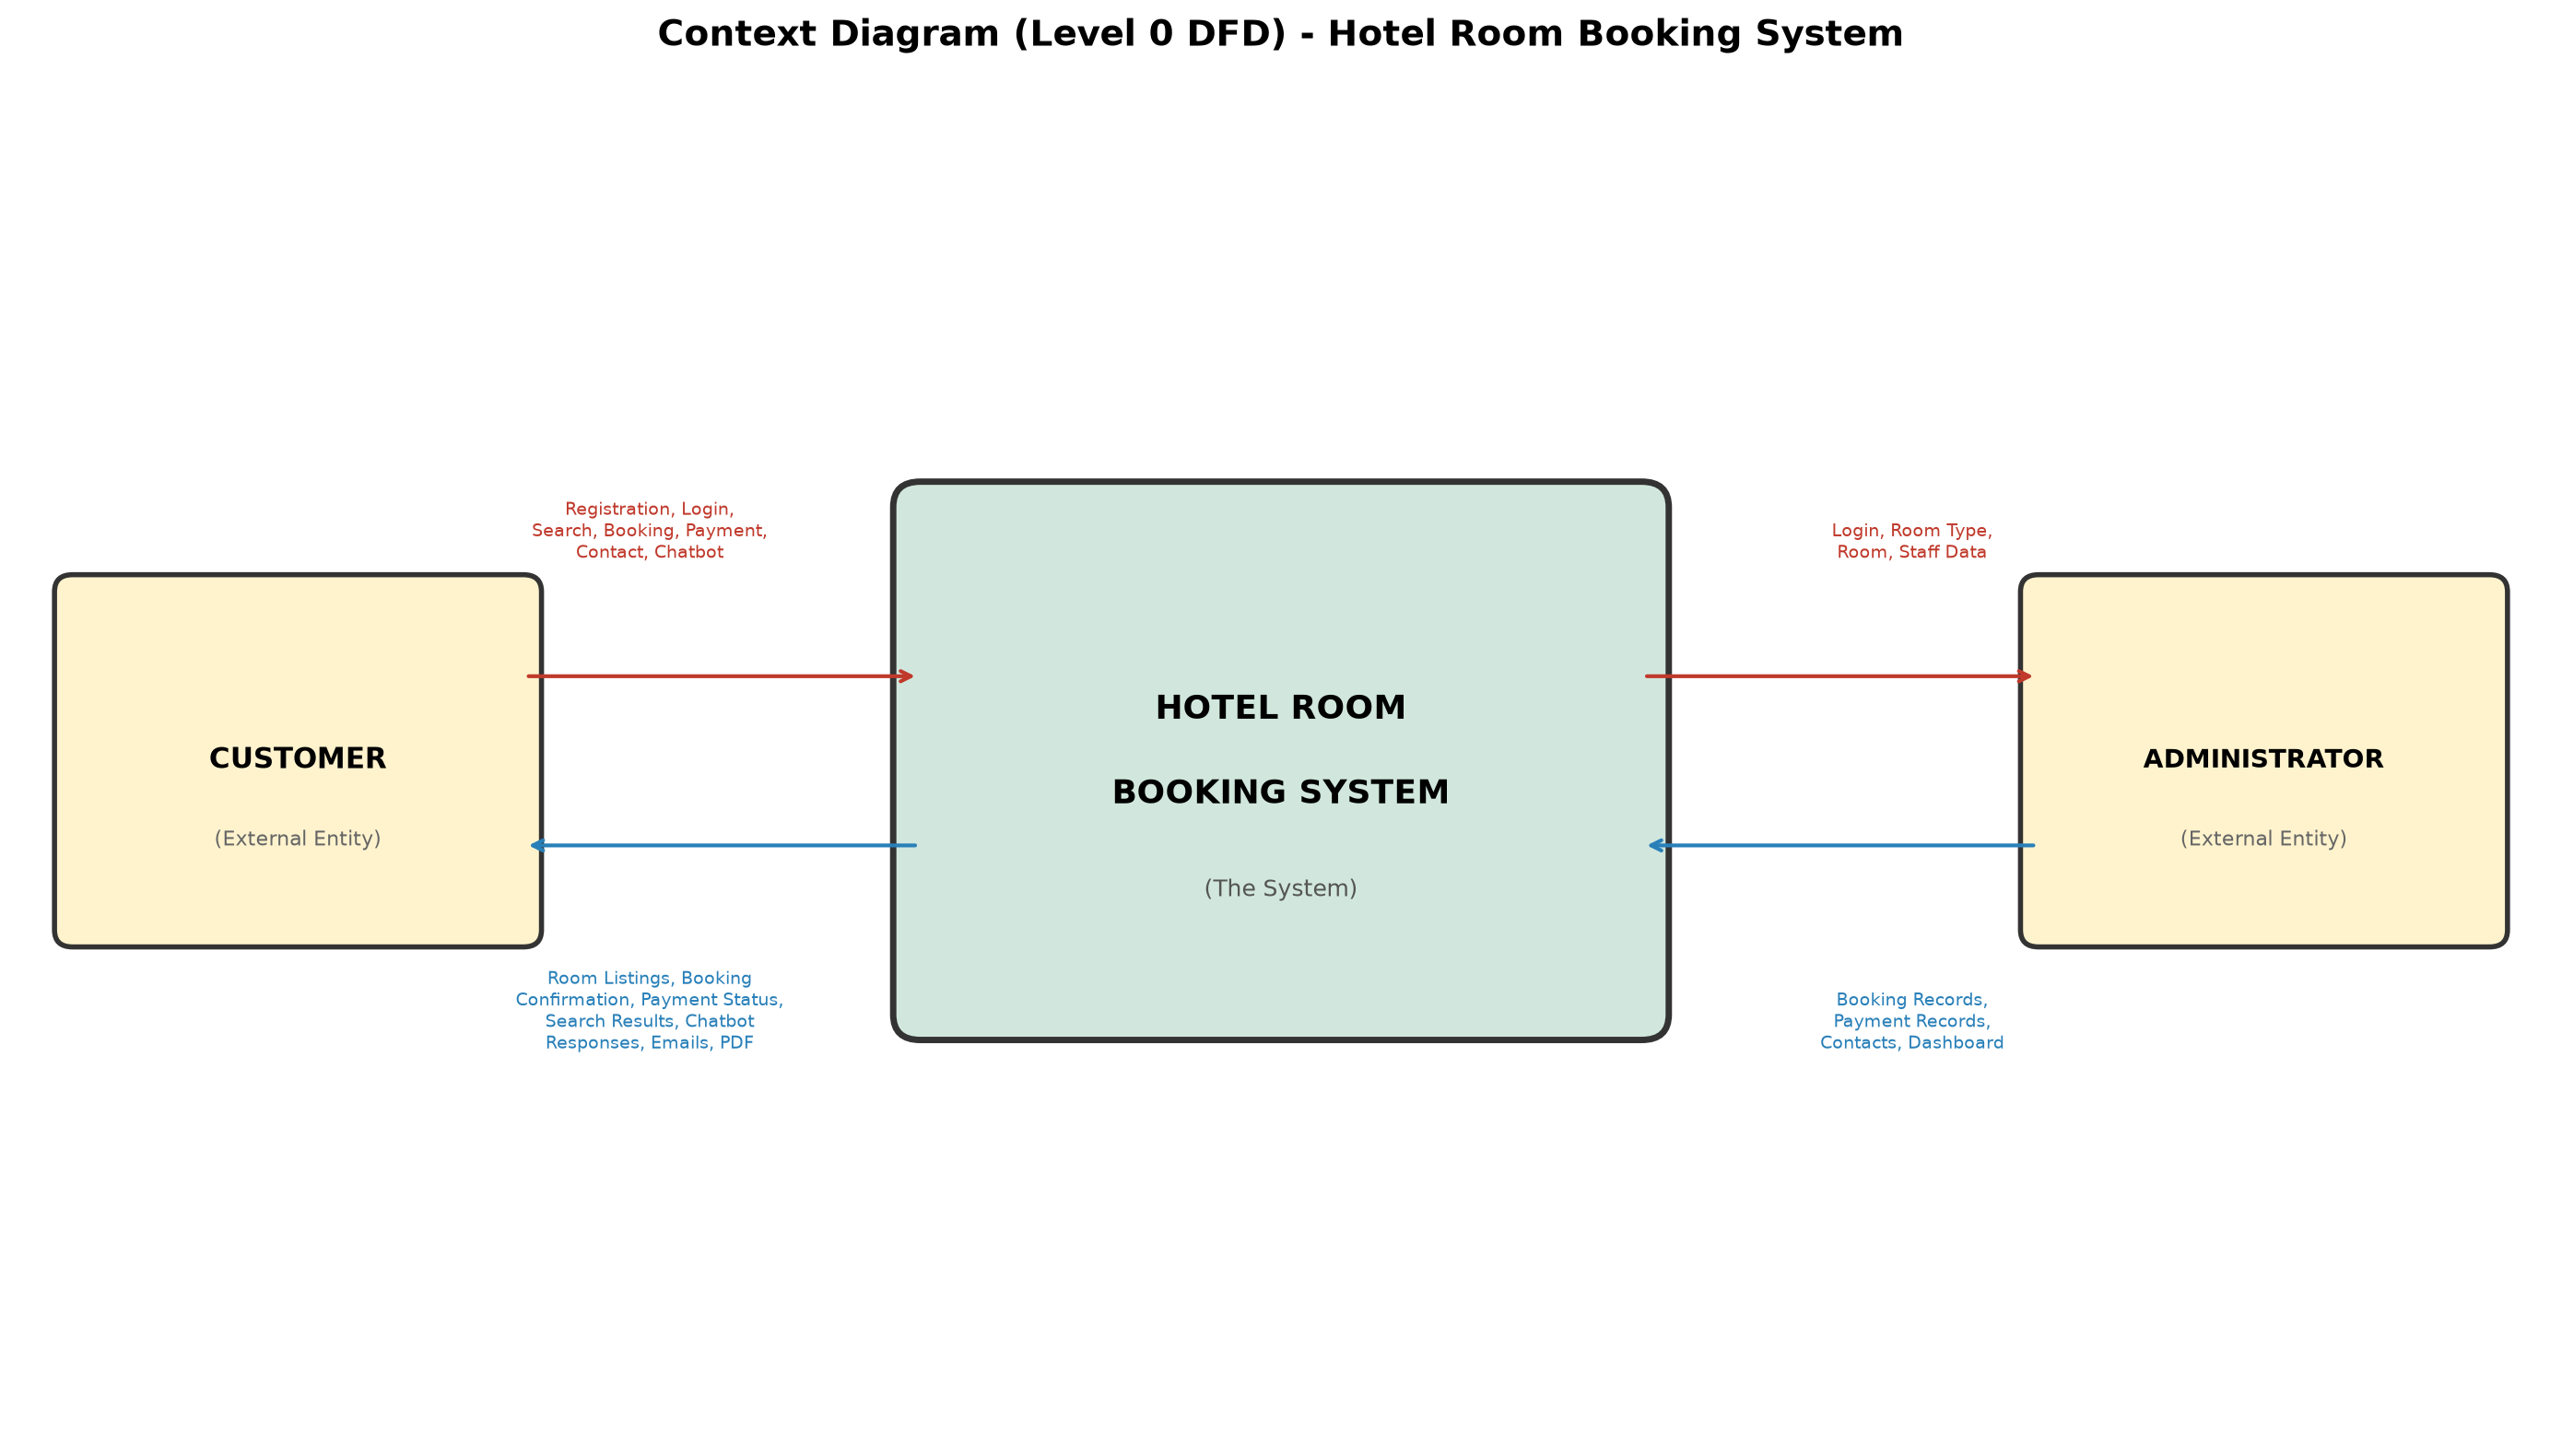 Context Diagram (Level 0 DFD) - Hotel Room Booking System
Registration, Login,
Search, Booking, Payment,
Contact, Chatbot
Login, Room Type,
Room, Staff Data
CUSTOMER
(External Entity)
HOTEL ROOM
BOOKING SYSTEM
(The System)
ADMINISTRATOR
(External Entity)
Room Listings, Booking
Confirmation, Payment Status,
Search Results, Chatbot
Responses, Emails, PDF
Booking Records,
Payment Records,
Contacts, Dashboard